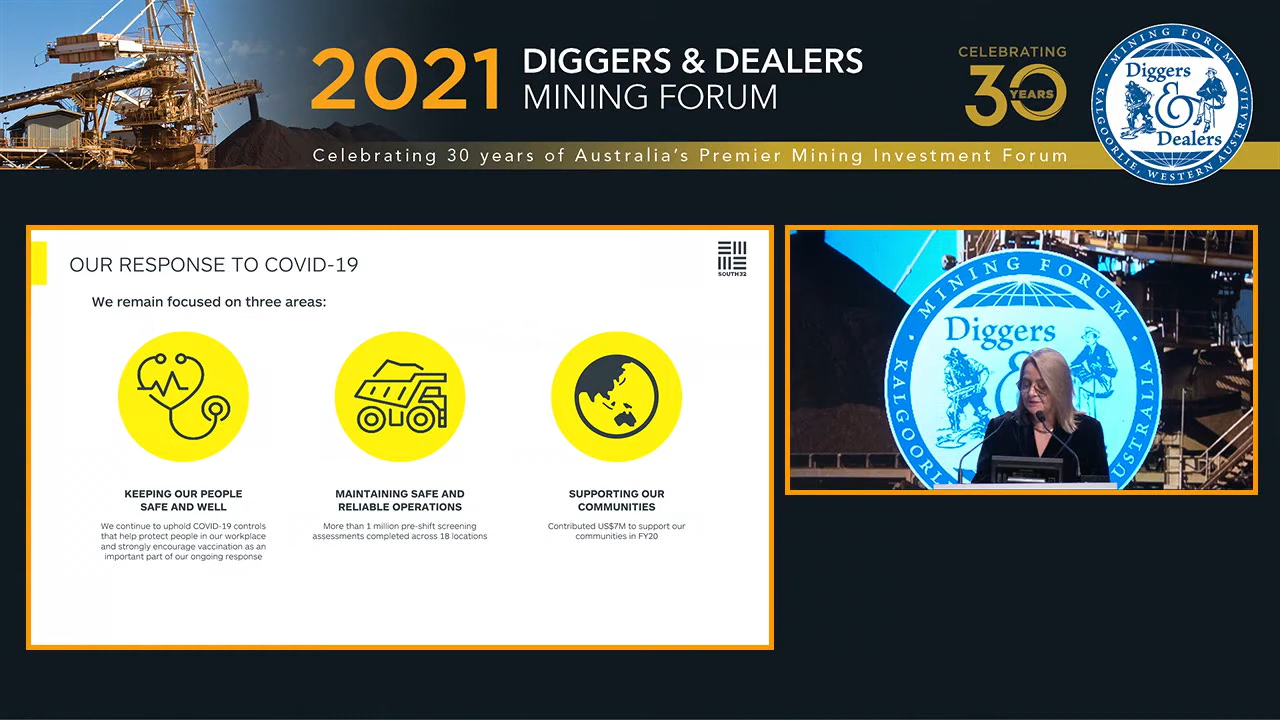 2021 DIGGERS & DEALERS
MINING FORUM
CELEBRATING
30 YEARS
Celebrating 30 years of Australia's Premier Mining Investment Forum
MINING FORUM
Diggers
&
Dealers
KALGOORLIE, WESTERN AUSTRALIA
OUR RESPONSE TO COVID-19
SOUTH32
We remain focused on three areas:
KEEPING OUR PEOPLE
SAFE AND WELL
We continue to uphold COVID-19 controls
that help protect people in our workplace
and strongly encourage vaccination as an
important part of our ongoing response
MAINTAINING SAFE AND
RELIABLE OPERATIONS
More than 1 million pre-shift screening
assessments completed across 18 locations
SUPPORTING OUR
COMMUNITIES
Contributed US$7M to support our
communities in FY20
MINING FORUM
Diggers
&
AUSTRALIA